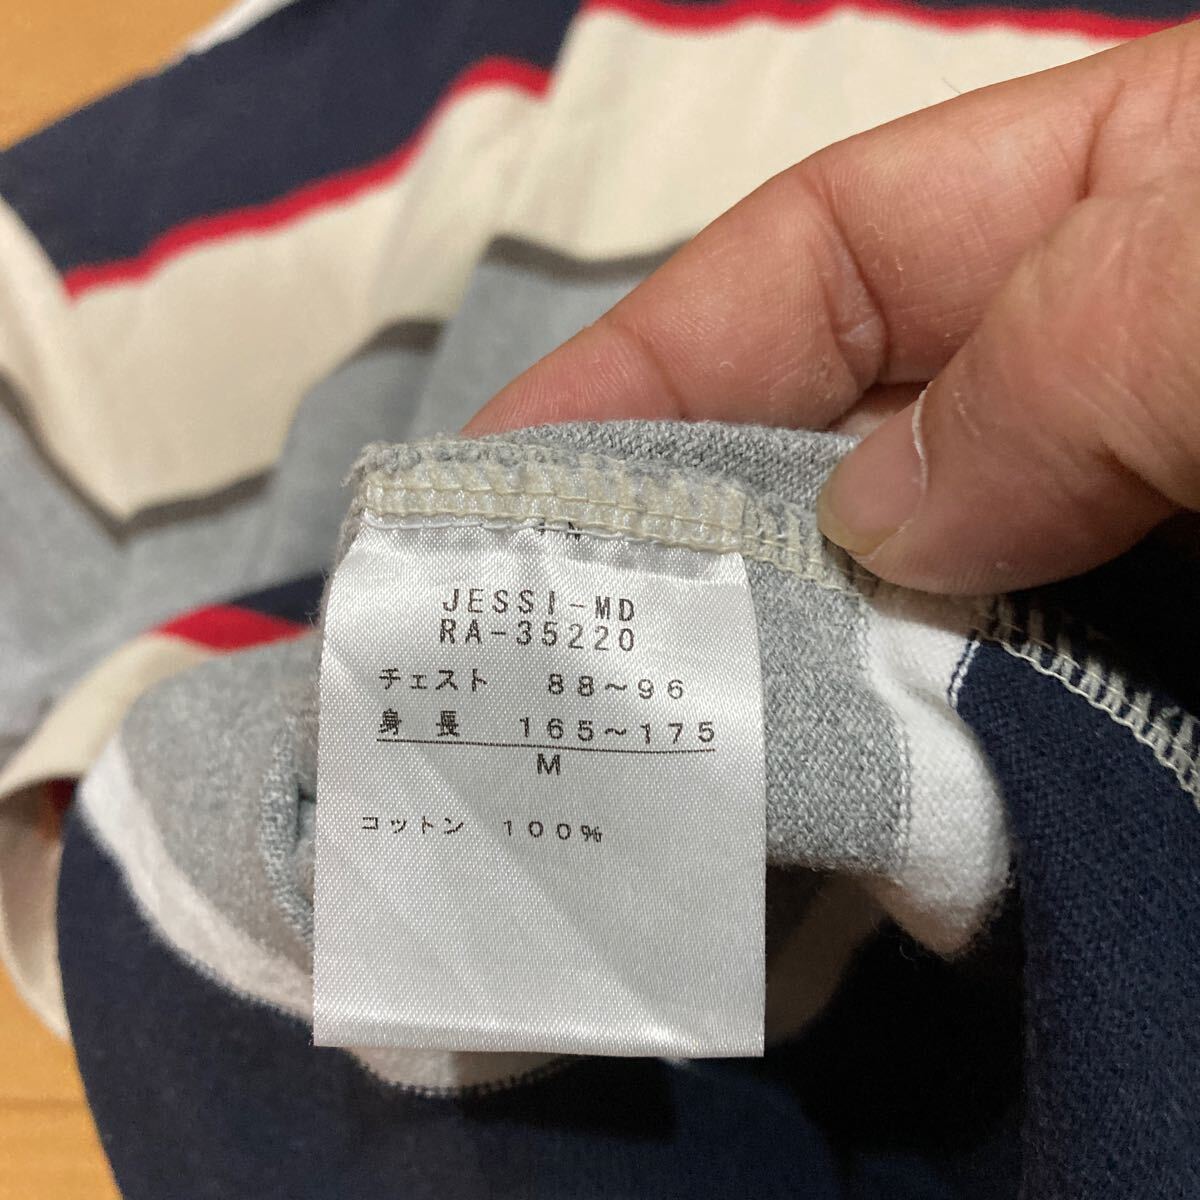 JESSI-MD
RA-35220
チェスト 88～96
身長 165～175
M
コットン 100%